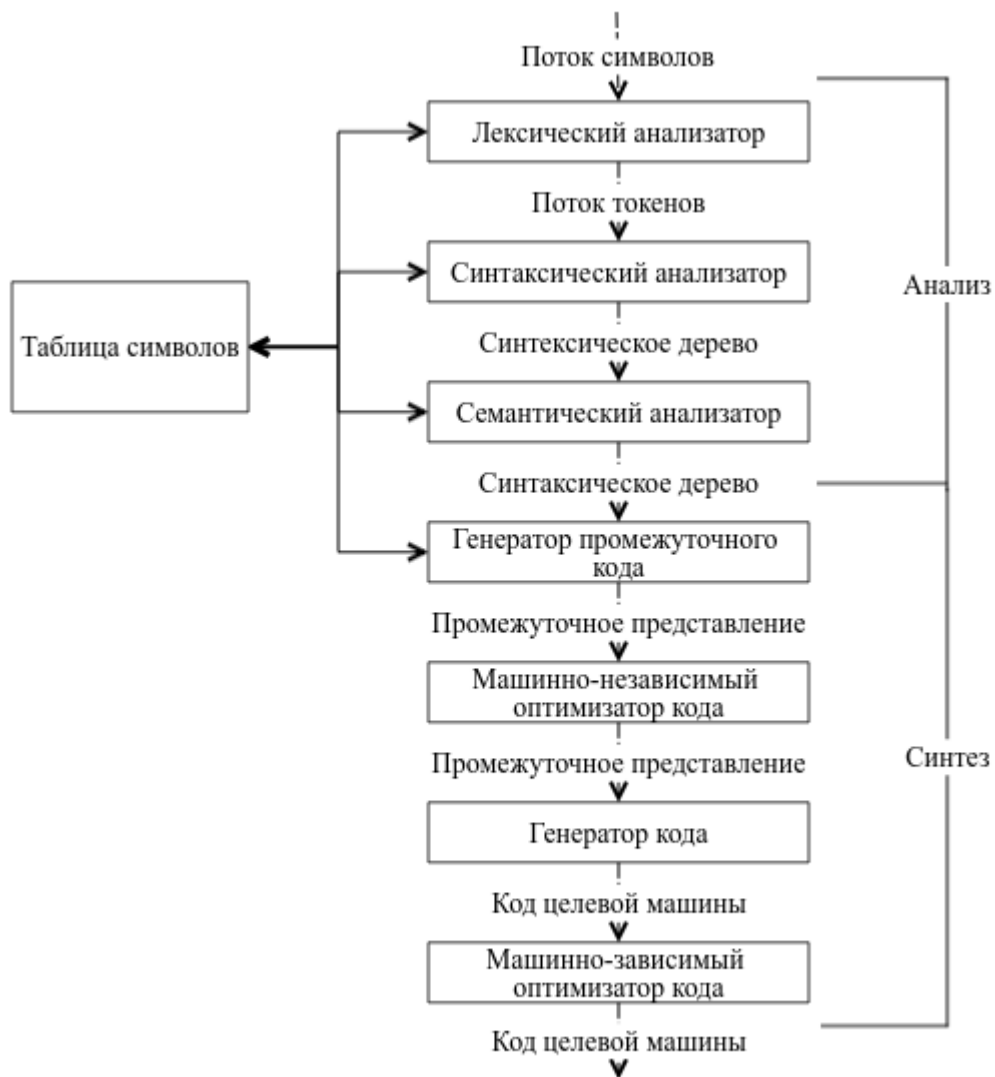 Поток символов
Лексический анализатор
Поток токенов
Синтаксический анализатор
Анализ
Таблица символов
Синтексическое дерево
Семантический анализатор
Синтаксическое дерево
Генератор промежуточного
кода
Промежуточное представление
Машинно-независимый
оптимизатор кода
Синтез
Промежуточное представление
Генератор кода
Код целевой машины
Машинно-зависимый
оптимизатор кода
Код целевой машины